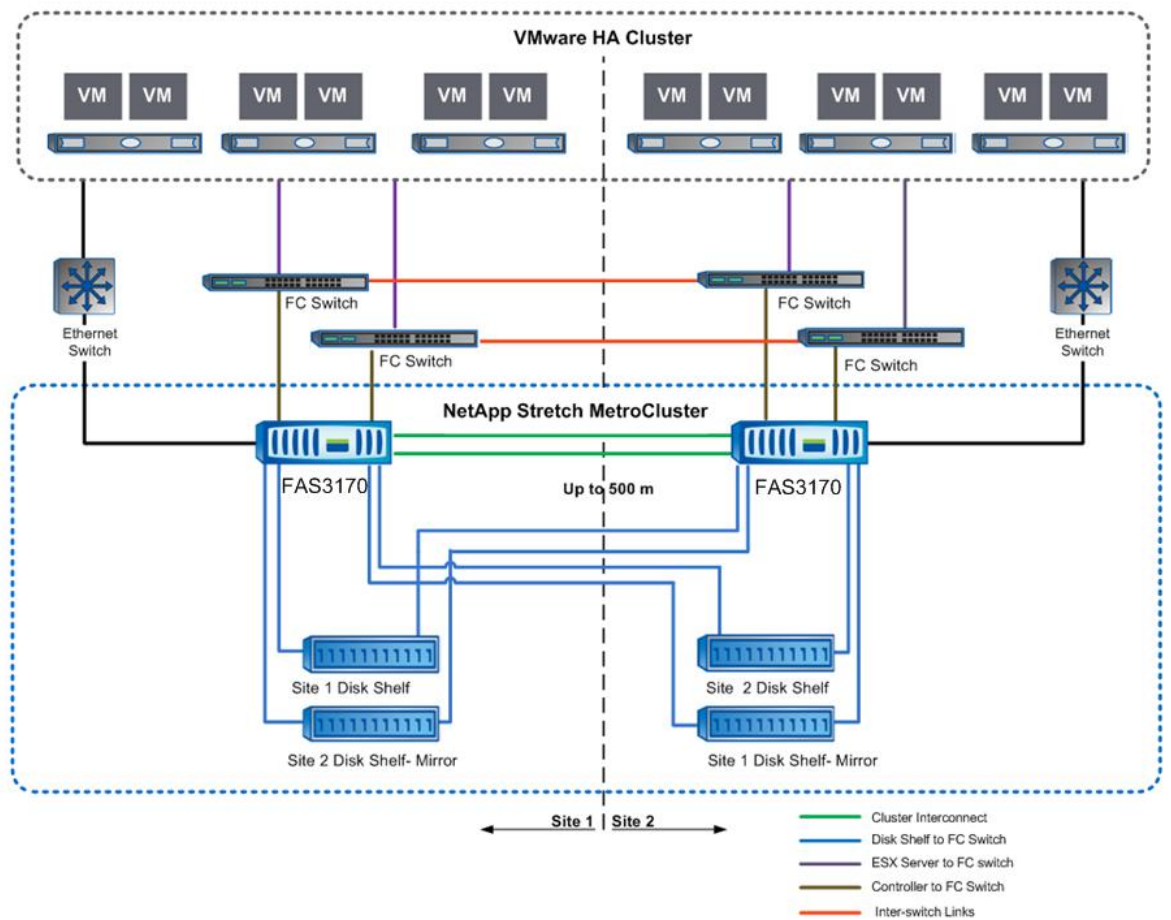 VMware HA Cluster
VM VM VM VM VM VM VM VM VM VM VM VM
FC Switch
FC Switch
Ethernet
Switch
Ethernet
Switch
FC Switch
FC Switch
NetApp Stretch MetroCluster
FAS3170
Up to 500 m
FAS3170
Site 1 Disk Shelf
Site 2 Disk Shelf
Site 2 Disk Shelf- Mirror
Site 1 Disk Shelf- Mirror
Site 1
Site 2
Cluster Interconnect
Disk Shelf to FC Switch
ESX Server to FC switch
Controller to FC Switch
Inter-switch Links